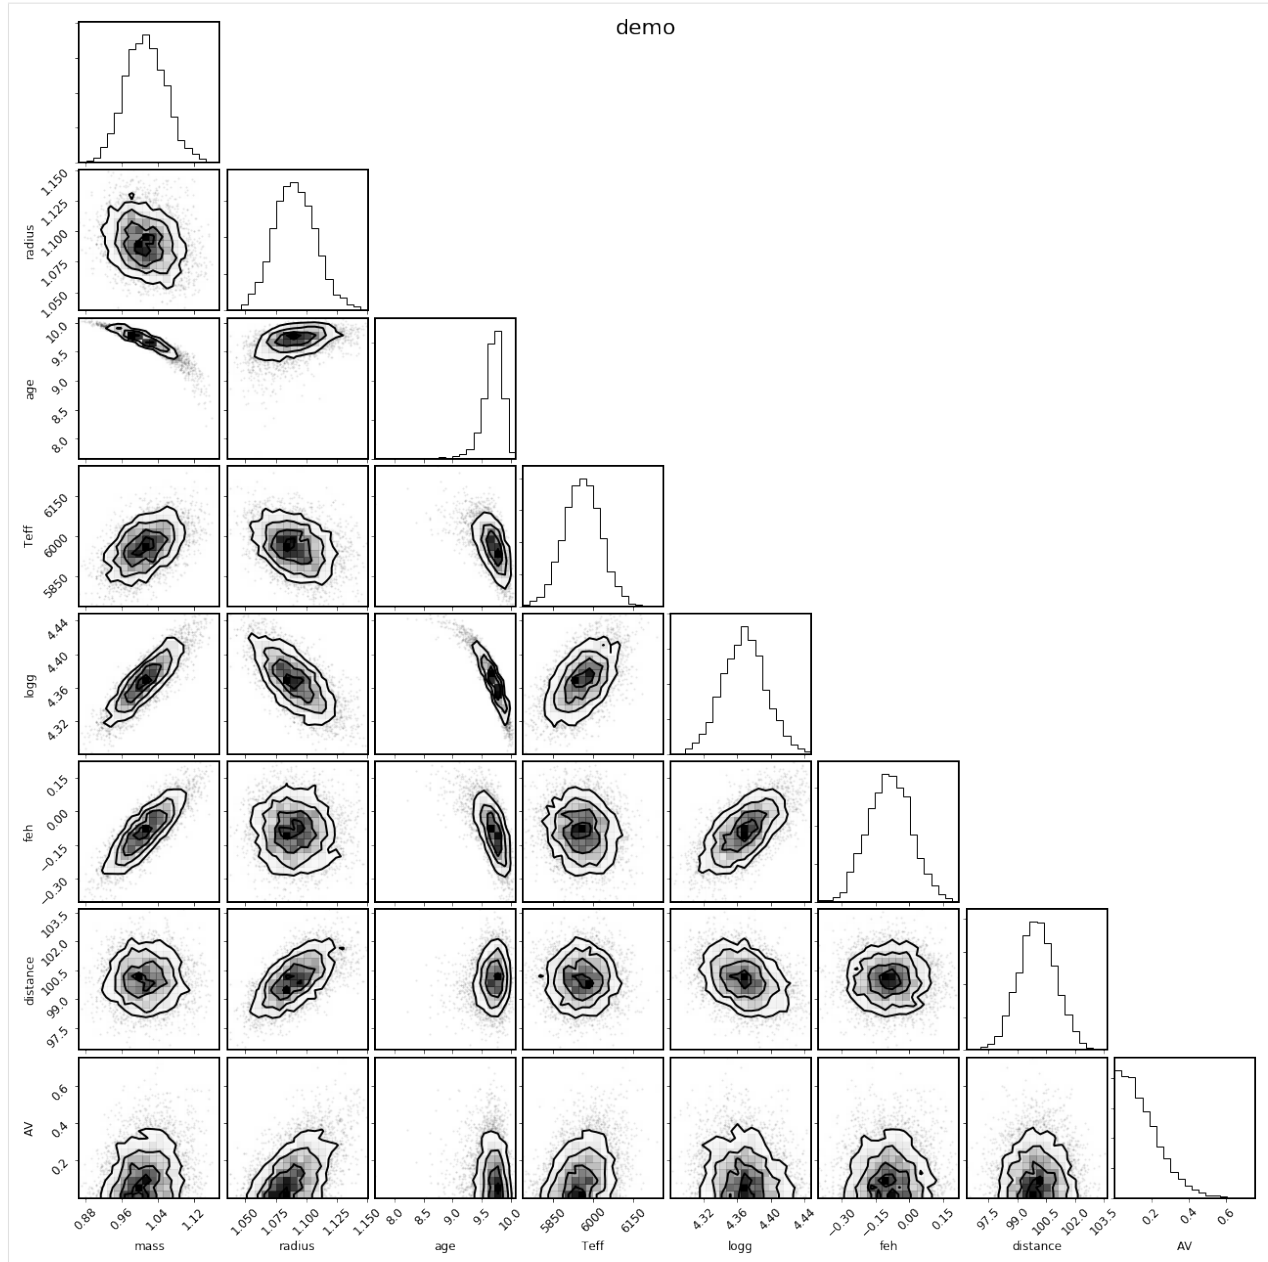 demo
1.150
1.125
1.100
1.075
1.050
radius
10.0
9.5
9.0
8.5
8.0
age
6150
6000
5850
Teff
4.44
4.40
4.36
4.32
logg
0.15
0.00
−0.15
−0.30
feh
103.5
102.0
100.5
99.0
97.5
distance
0.6
0.4
0.2
AV
0.88 0.96 1.04 1.12 1.050 1.075 1.100 1.125 1.150 8.0 8.5 9.0 9.5 10.0 5850 6000 6150 4.32 4.36 4.40 4.44 −0.30 −0.15 0.00 0.15 97.5 99.0 100.5 102.0 103.5 0.2 0.4 0.6
mass radius age Teff logg feh distance AV